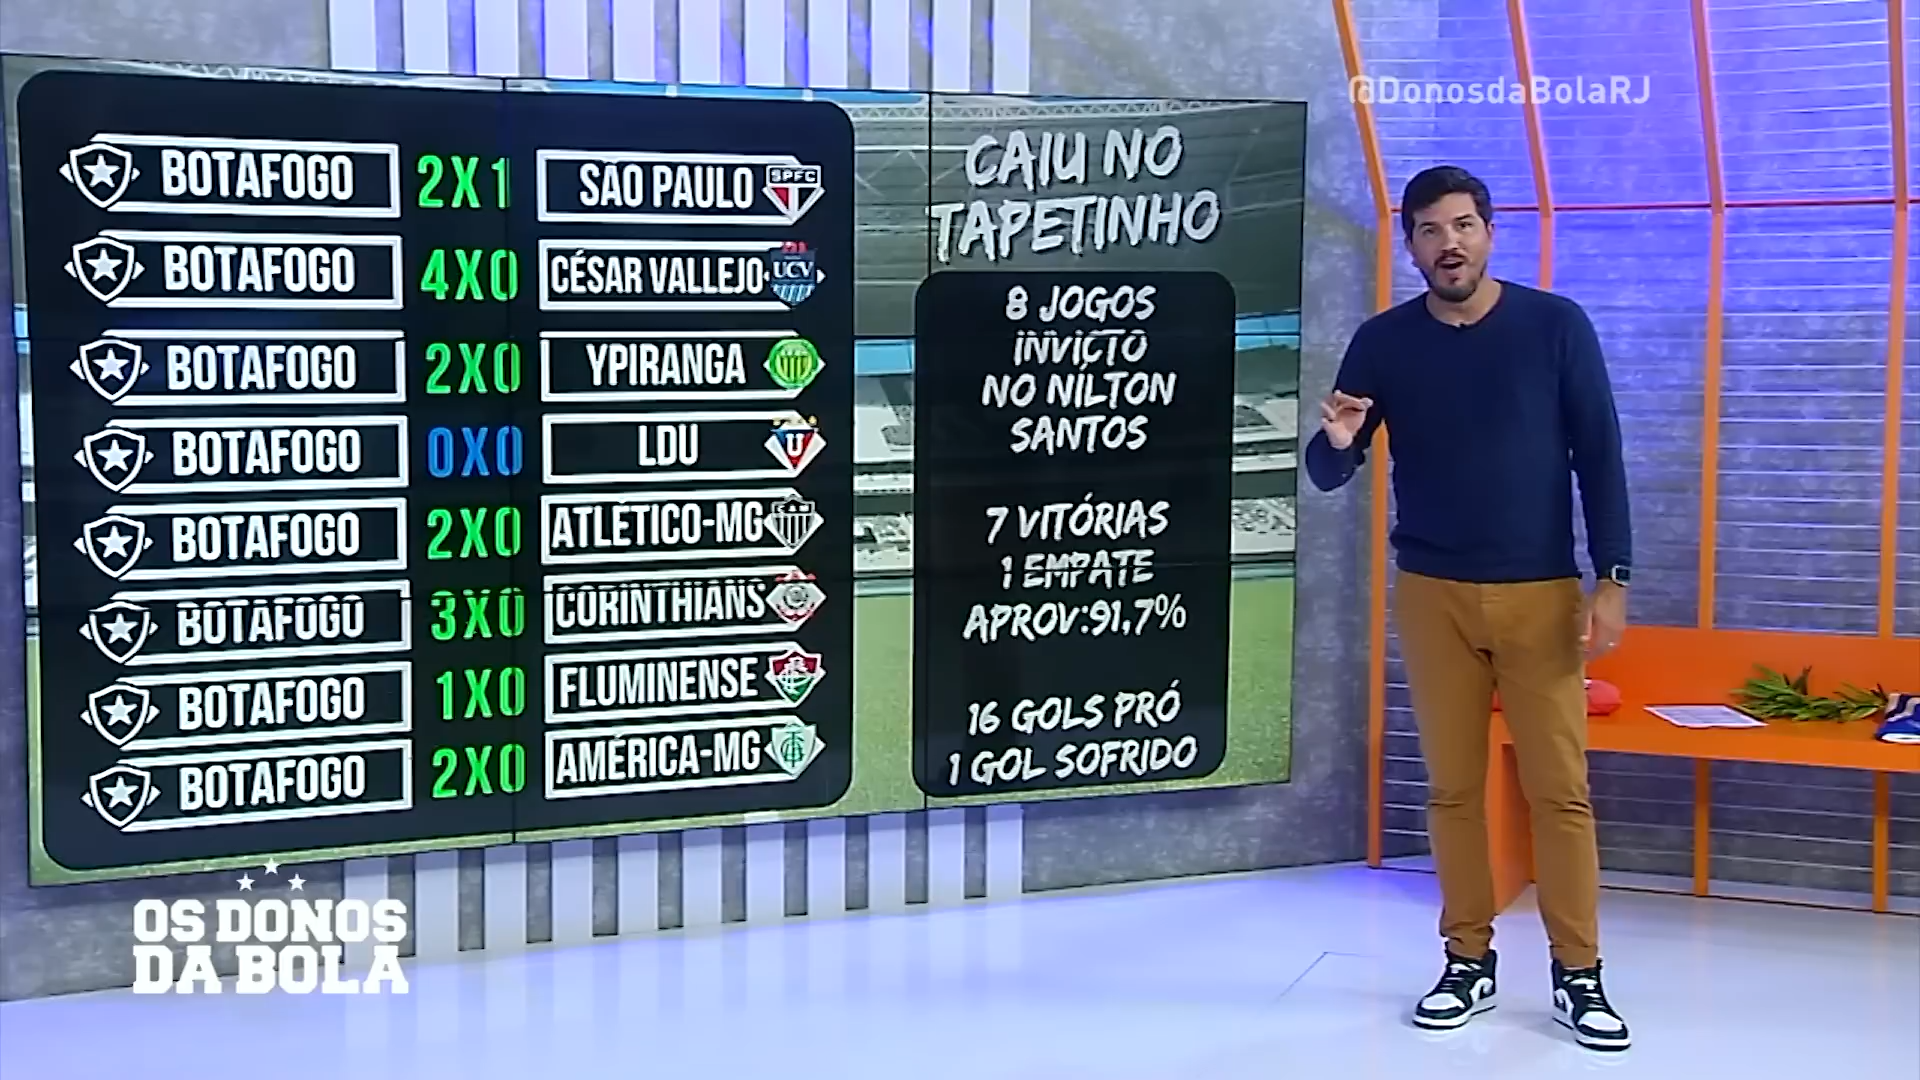 @DonosdaBolaRJ
BOTAFOGO 2X1 SÃO PAULO SPFC
BOTAFOGO 4X0 CÉSAR VALLEJO UCV
BOTAFOGO 2X0 YPIRANGA
BOTAFOGO 0X0 LDU U
BOTAFOGO 2X0 ATLÉTICO-MG CAM
BOTAFOGO 3X0 CORINTHIANS
BOTAFOGO 1X0 FLUMINENSE
BOTAFOGO 2X0 AMÉRICA-MG
CAIU NO
TAPETINHO
8 JOGOS
INVICTO
NO NÍLTON
SANTOS
7 VITÓRIAS
1 EMPATE
APROV:91,7%
16 GOLS PRÓ
1 GOL SOFRIDO
OS DONOS
DA BOLA